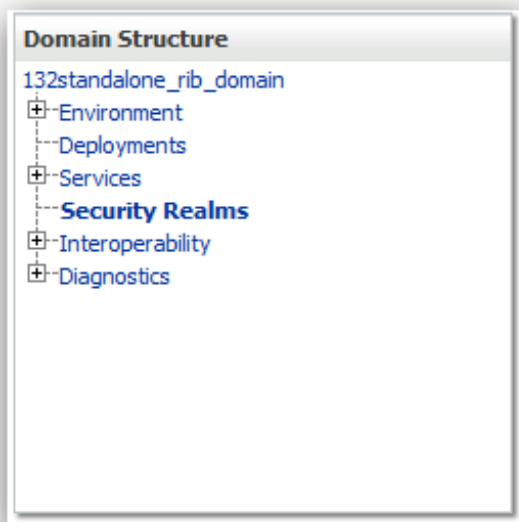 Domain Structure
132standalone_rib_domain
Environment
Deployments
Services
Security Realms
Interoperability
Diagnostics